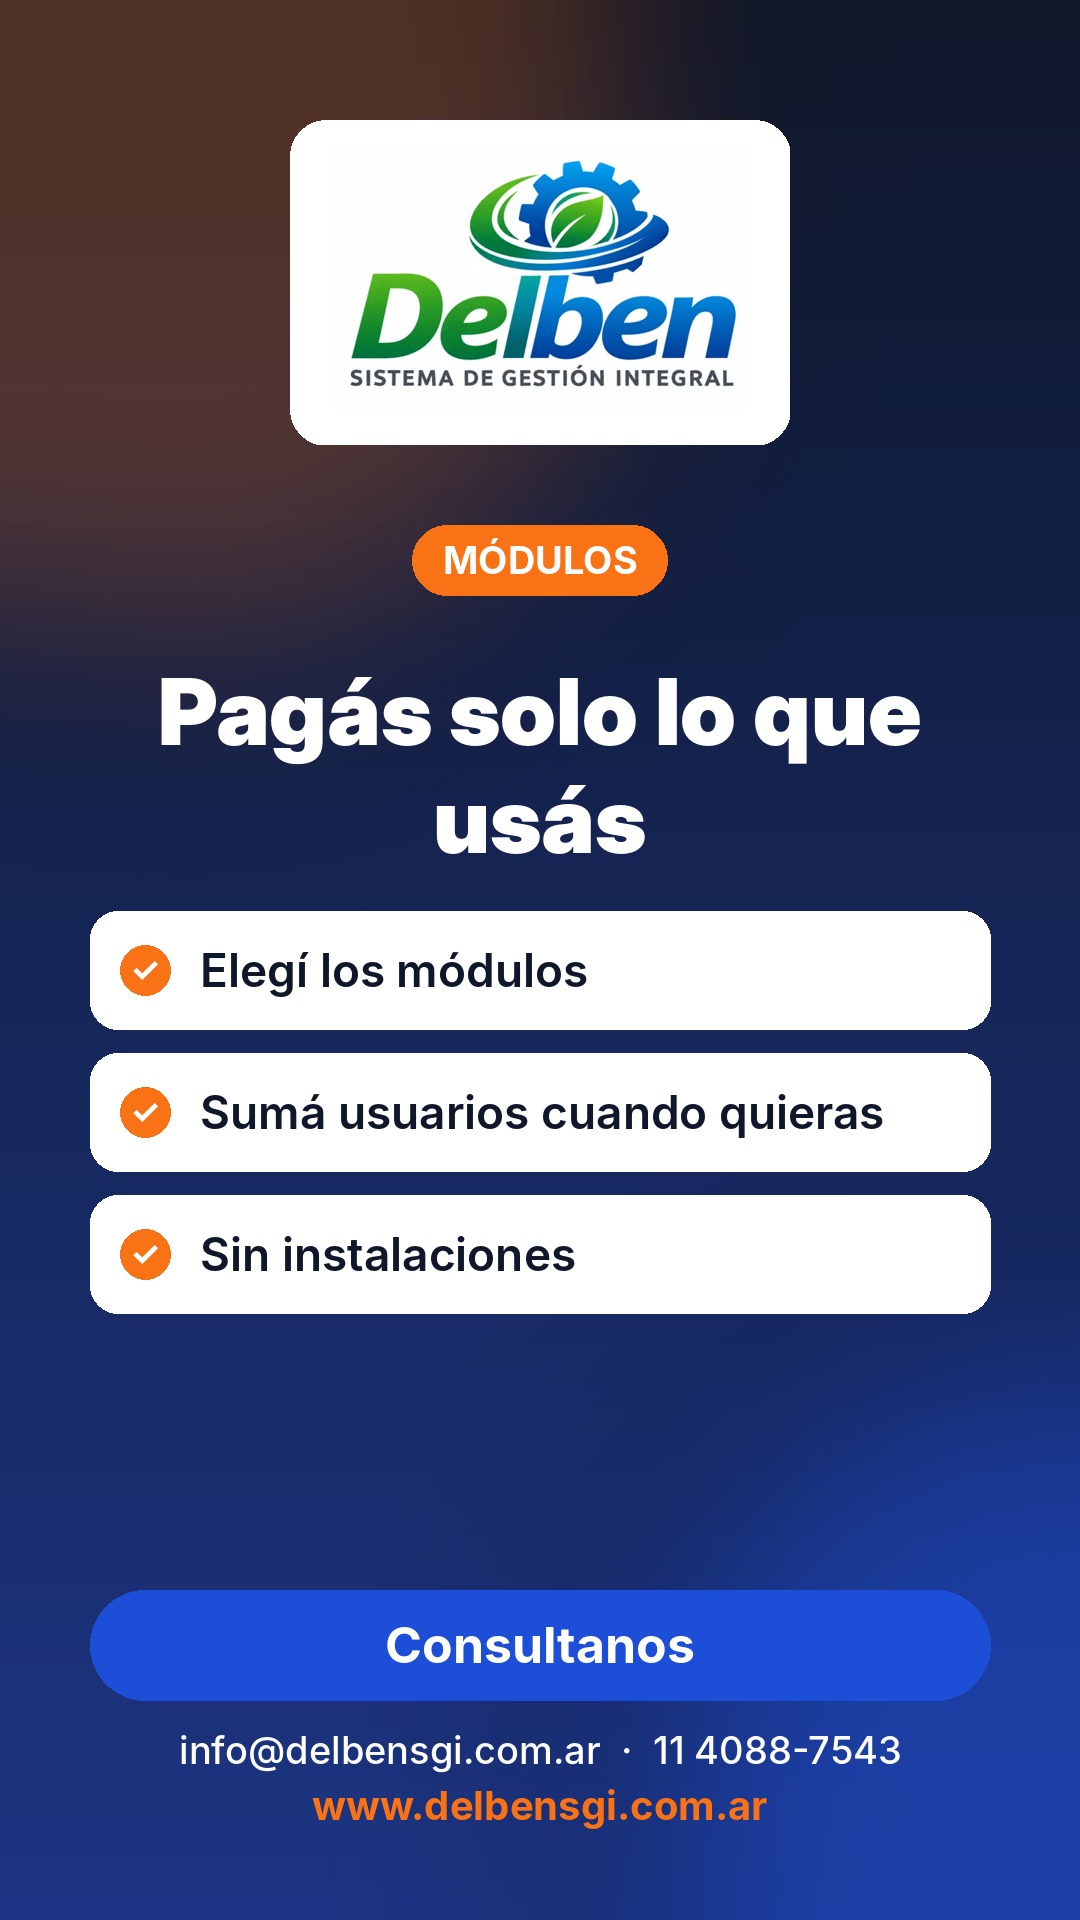 Delben
SISTEMA DE GESTIÓN INTEGRAL
MÓDULOS
Pagás solo lo que
usás
Elegí los módulos
Sumá usuarios cuando quieras
Sin instalaciones
Consultanos
info@delbensgi.com.ar · 11 4088-7543
www.delbensgi.com.ar